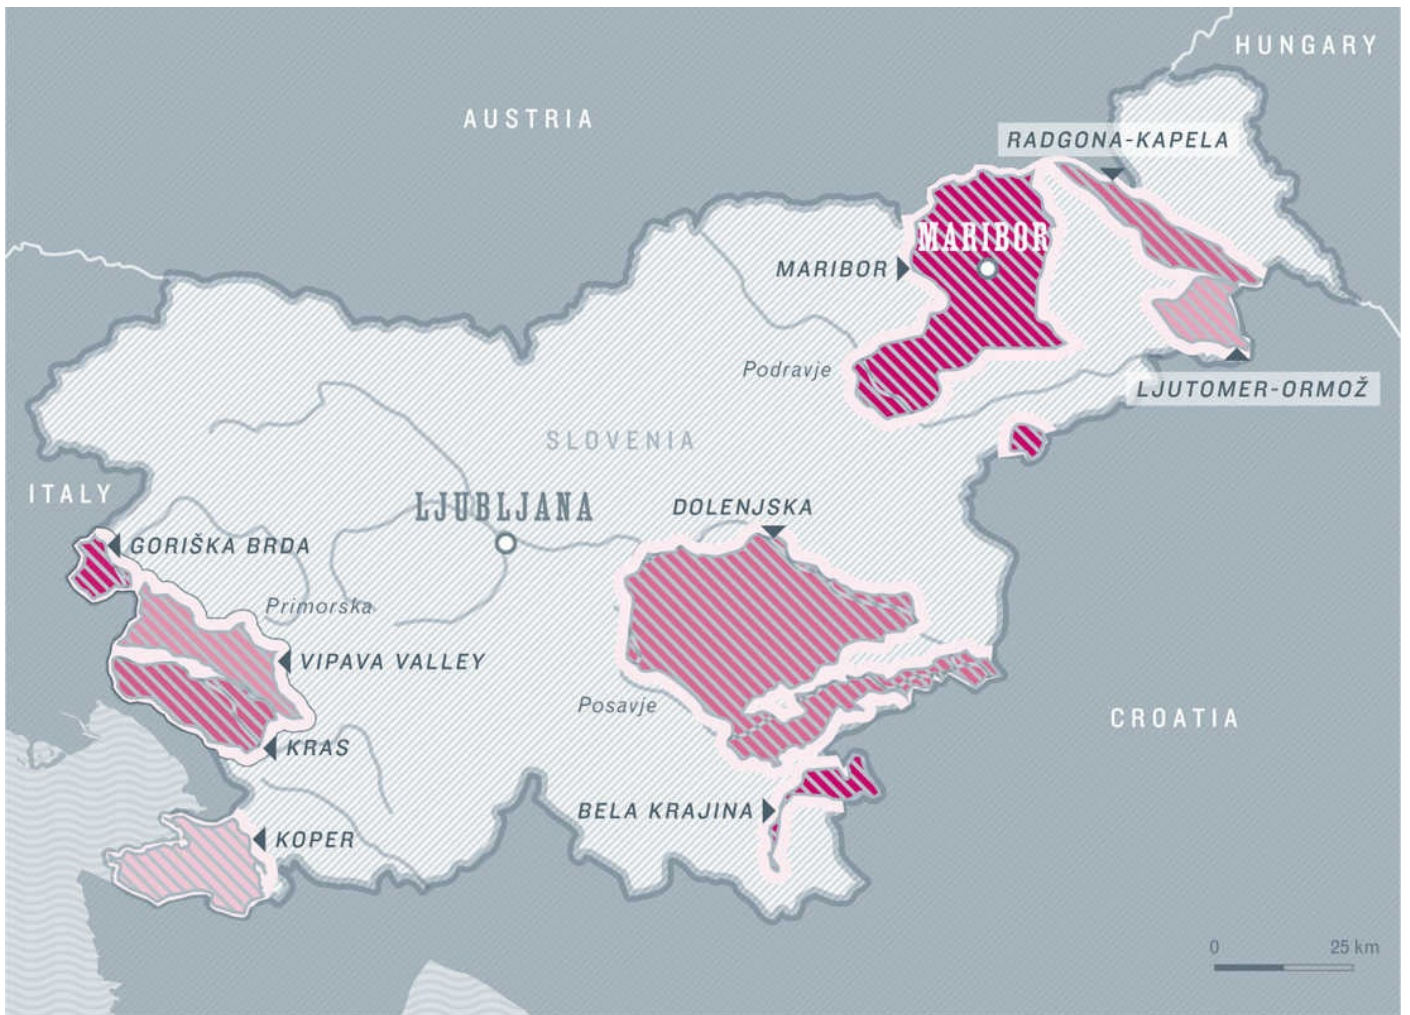 HUNGARY
AUSTRIA
RADGONA-KAPELA
MARIBOR
MARIBOR
Podravje
LJUTOMER-ORMOŽ
SLOVENIA
ITALY
LJUBLJANA
DOLENJSKA
GORIŠKA BRDA
Primorska
VIPAVA VALLEY
Posavje
CROATIA
KRAS
BELA KRAJINA
KOPER
0 25 km